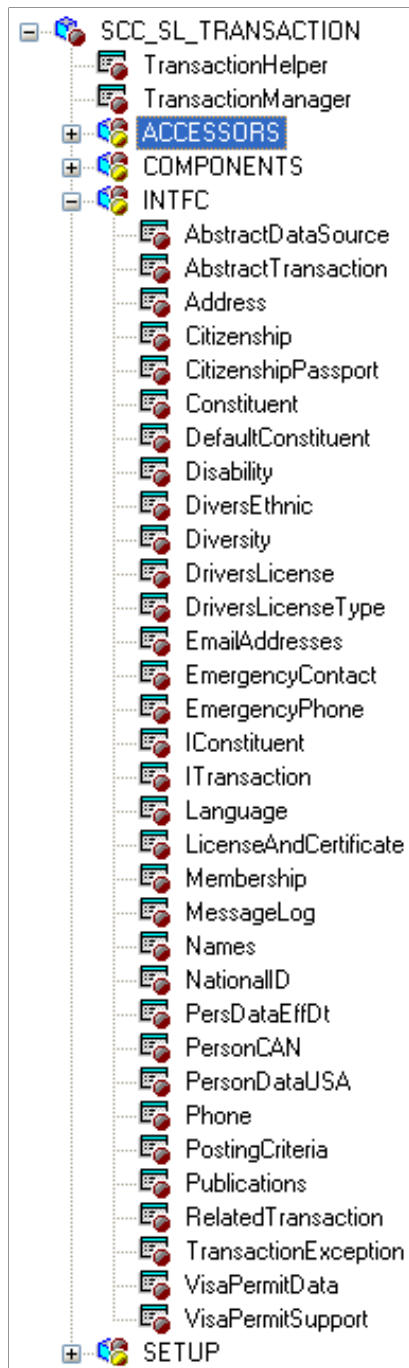 SCC_SL_TRANSACTION
TransactionHelper
TransactionManager
ACCESSORS
COMPONENTS
INTFC
AbstractDataSource
AbstractTransaction
Address
Citizenship
CitizenshipPassport
Constituent
DefaultConstituent
Disability
DiversEthnic
Diversity
DriversLicense
DriversLicenseType
EmailAddresses
EmergencyContact
EmergencyPhone
IConstituent
ITransaction
Language
LicenseAndCertificate
Membership
MessageLog
Names
NationalID
PersDataEffDt
PersonCAN
PersonDataUSA
Phone
PostingCriteria
Publications
RelatedTransaction
TransactionException
VisaPermitData
VisaPermitSupport
SETUP